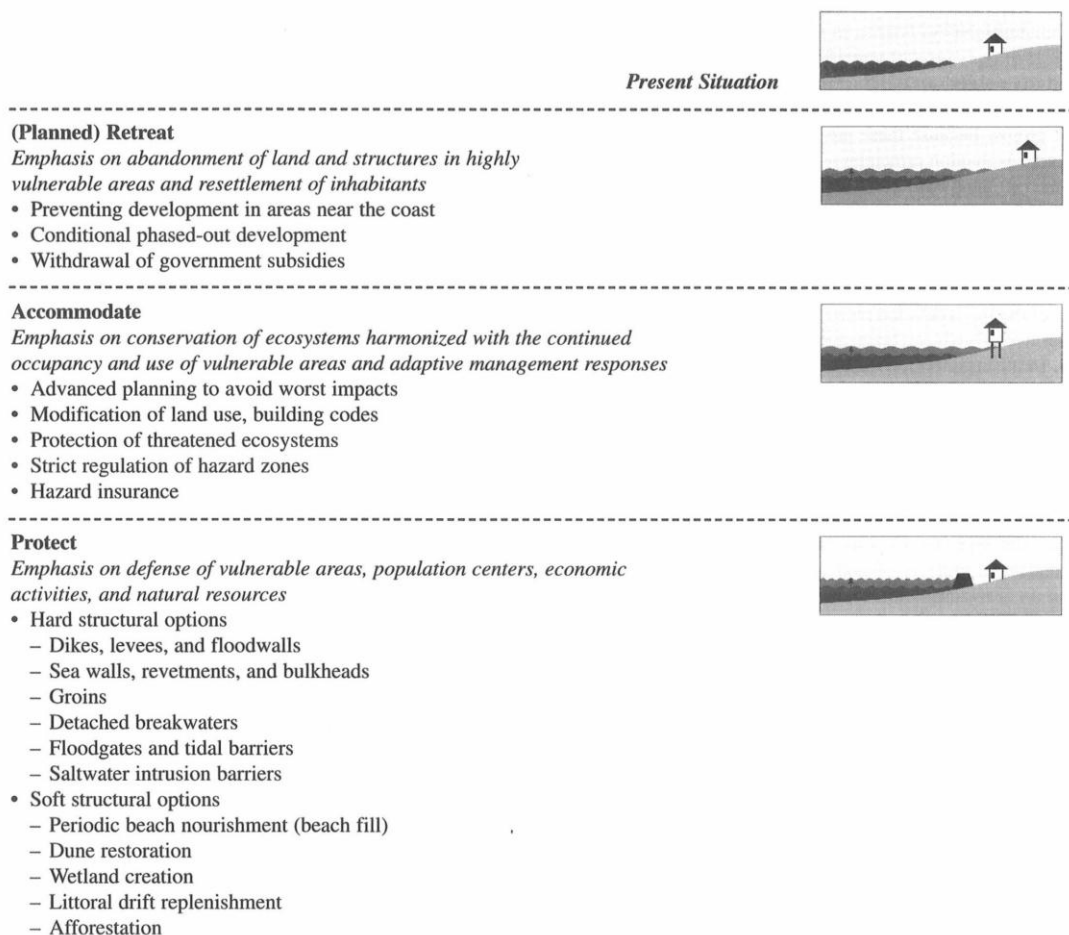 Present Situation
(Planned) Retreat
Emphasis on abandonment of land and structures in highly
vulnerable areas and resettlement of inhabitants
• Preventing development in areas near the coast
• Conditional phased-out development
• Withdrawal of government subsidies
Accommodate
Emphasis on conservation of ecosystems harmonized with the continued
occupancy and use of vulnerable areas and adaptive management responses
• Advanced planning to avoid worst impacts
• Modification of land use, building codes
• Protection of threatened ecosystems
• Strict regulation of hazard zones
• Hazard insurance
Protect
Emphasis on defense of vulnerable areas, population centers, economic
activities, and natural resources
• Hard structural options
– Dikes, levees, and floodwalls
– Sea walls, revetments, and bulkheads
– Groins
– Detached breakwaters
– Floodgates and tidal barriers
– Saltwater intrusion barriers
• Soft structural options
– Periodic beach nourishment (beach fill)
– Dune restoration
– Wetland creation
– Littoral drift replenishment
– Afforestation